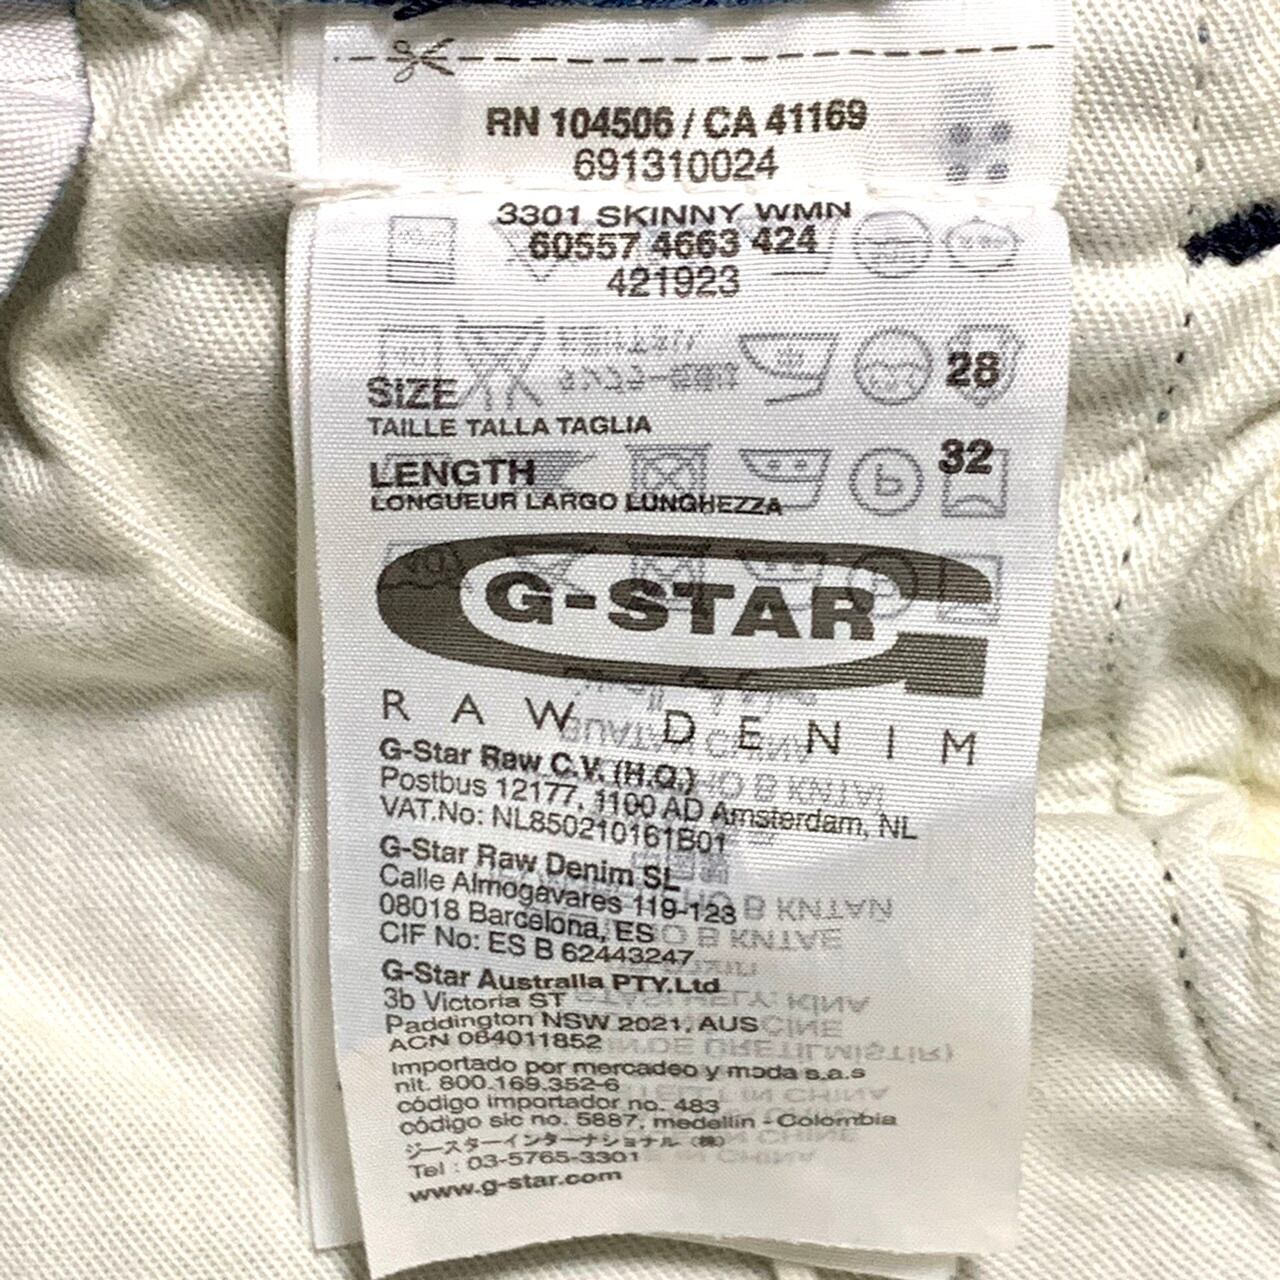 RN 104506 / CA 41169
691310024
3301 SKINNY WMN
60557 4663 424
421923
SIZE 28
TAILLE TALLA TAGLIA
LENGTH 32
LONGUEUR LARGO LUNGHEZZA
G-STAR
RAW DENIM
G-Star Raw C.V. (H.Q.)
Postbus 12177, 1100 AD Amsterdam, NL
VAT.No: NL850210161B01
G-Star Raw Denim SL
Calle Almogavares 119-123
08018 Barcelona, ES
CIF No: ES B 62443247
G-Star Australia PTY.Ltd
3b Victoria ST
Paddington NSW 2021, AUS
ACN 084011852
Importado por mercadeo y moda s.a.s
nit. 800.169.352-6
código importador no. 483
código sic no. 5887, medellin - Colombia
ジースターインターナショナル (株)
Tel : 03-5765-3301
www.g-star.com